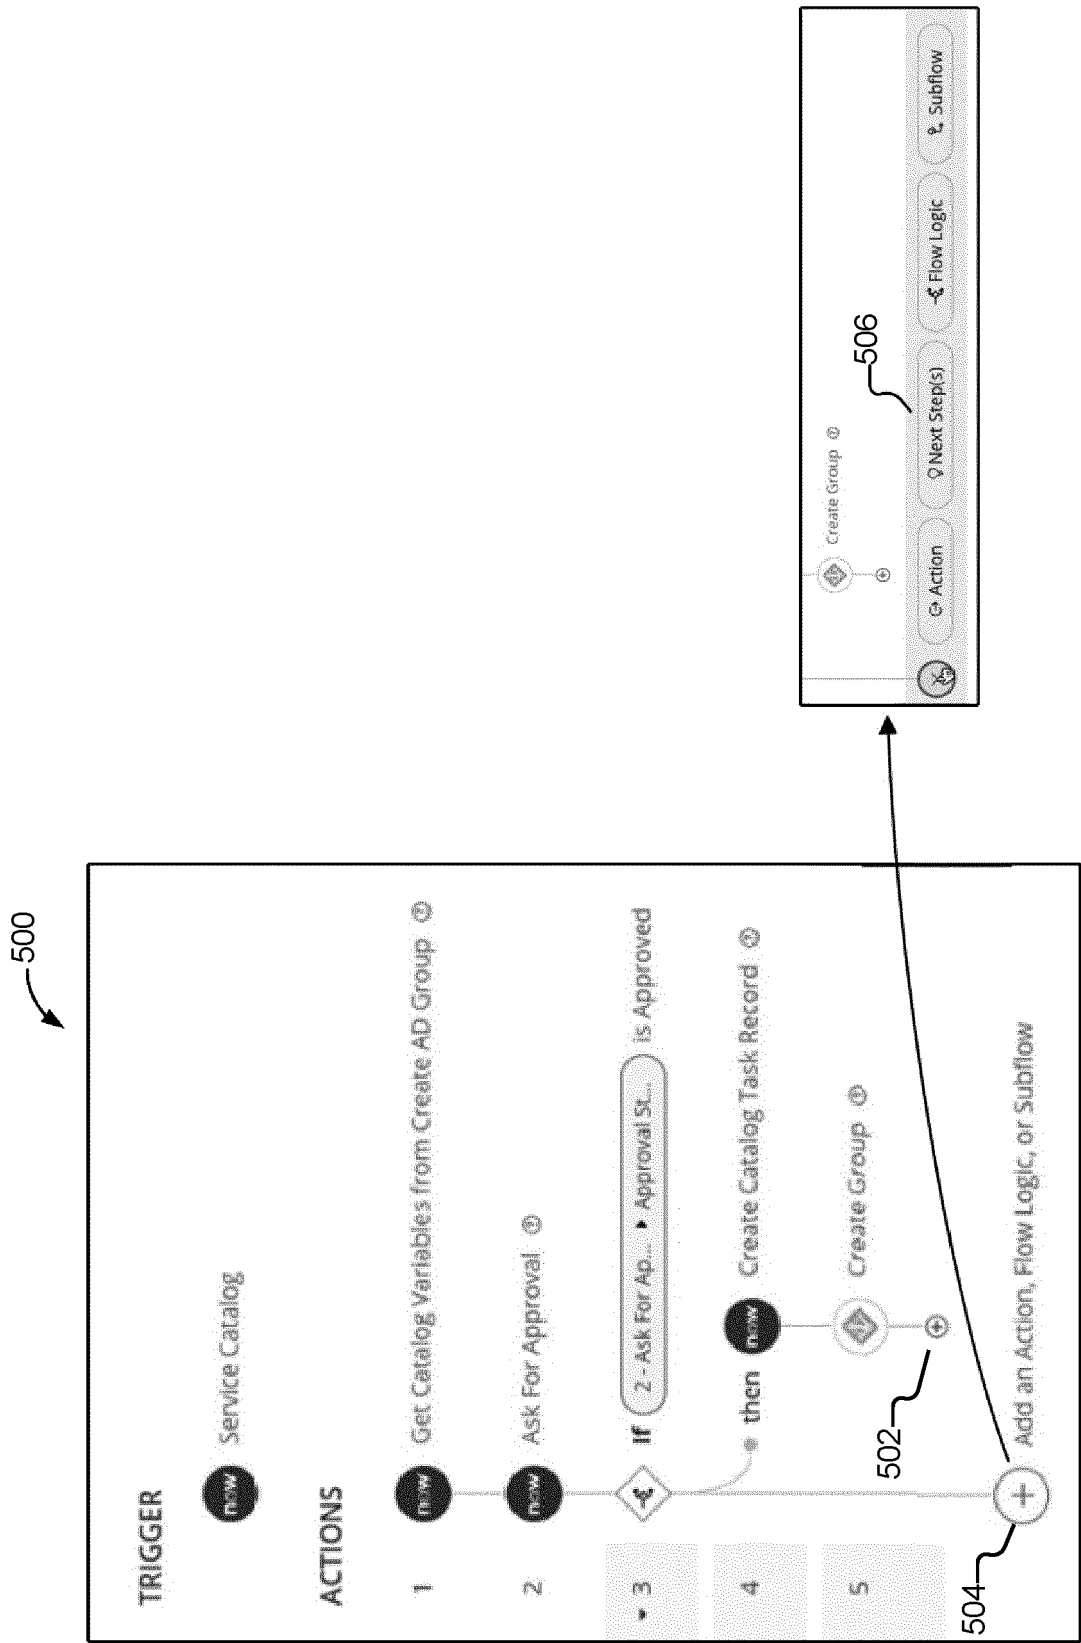 500
TRIGGER
now Service Catalog
ACTIONS
1 now Get Catalog Variables from Create AD Group
2 now Ask For Approval
3 If 2 - Ask For Ap... ▸ Approval St... is Approved
4 then now Create Catalog Task Record
5 Create Group
502
504
+ Add an Action, Flow Logic, or Subflow
Create Group
506
Action Next Step(s) Flow Logic Subflow